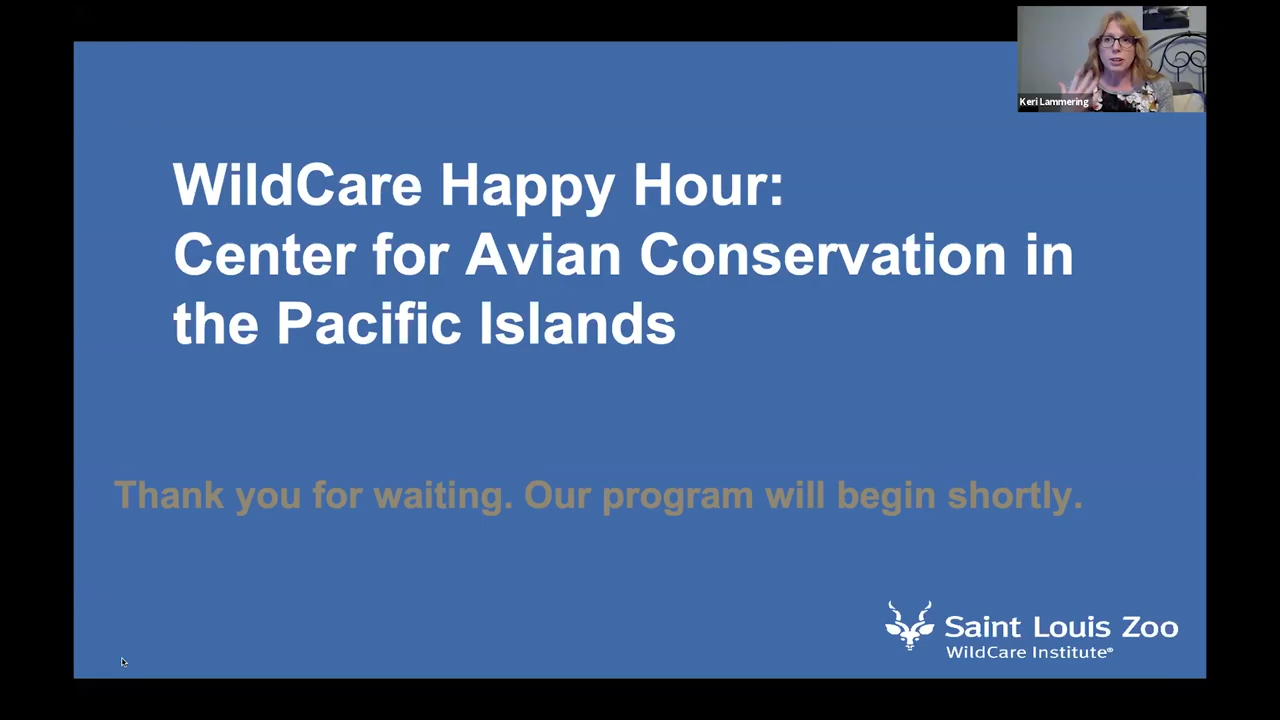 Keri Lammering
WildCare Happy Hour:
Center for Avian Conservation in
the Pacific Islands
Thank you for waiting. Our program will begin shortly.
Saint Louis Zoo
WildCare Institute®